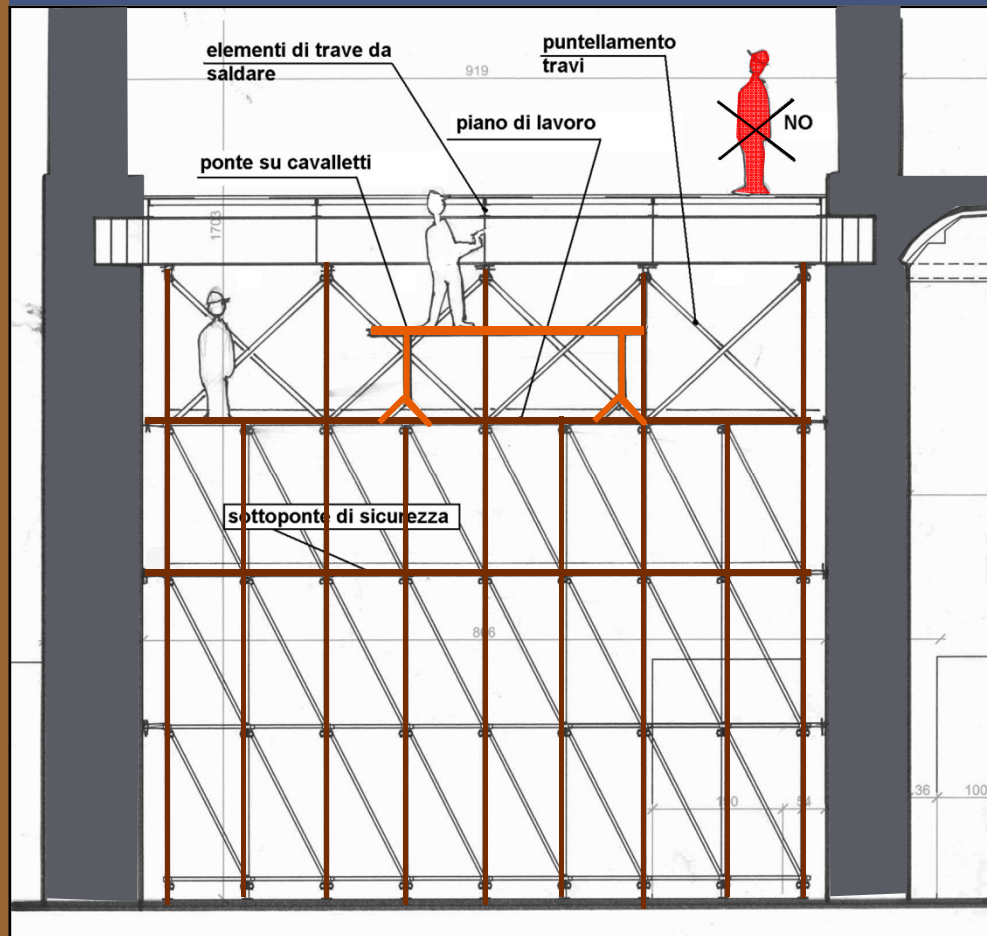 elementi di trave da
saldare
puntellamento
travi
919
piano di lavoro
NO
ponte su cavalletti
1703
sottoponte di sicurezza
866
190
54
36
100